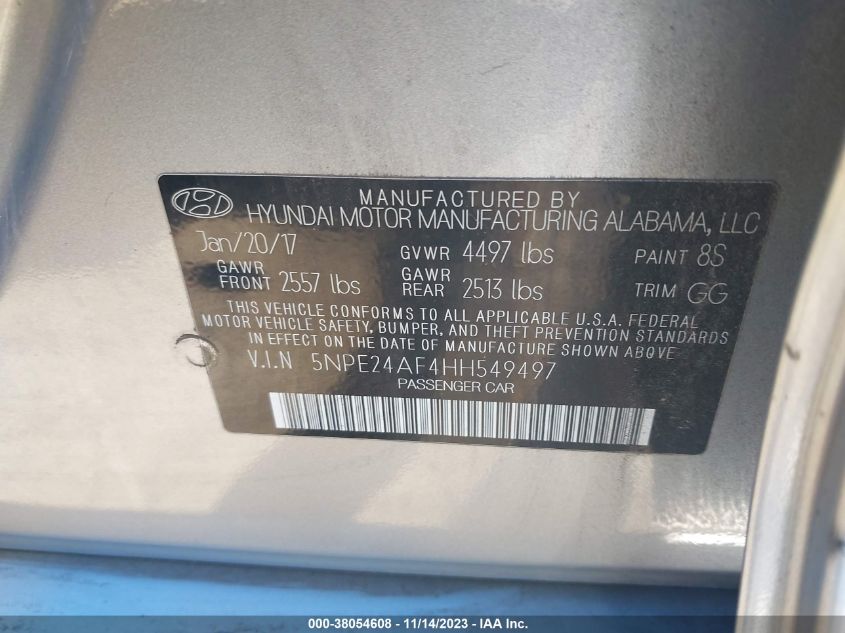 MANUFACTURED BY
HYUNDAI MOTOR MANUFACTURING ALABAMA, LLC
Jan/20/17 GVWR 4497 lbs PAINT 8S
GAWR FRONT 2557 lbs GAWR REAR 2513 lbs TRIM GG
THIS VEHICLE CONFORMS TO ALL APPLICABLE U.S.A. FEDERAL
MOTOR VEHICLE SAFETY, BUMPER, AND THEFT PREVENTION STANDARDS
IN EFFECT ON THE DATE OF MANUFACTURE SHOWN ABOVE.
V.I.N 5NPE24AF4HH549497
PASSENGER CAR
000-38054608 - 11/14/2023 - IAA Inc.